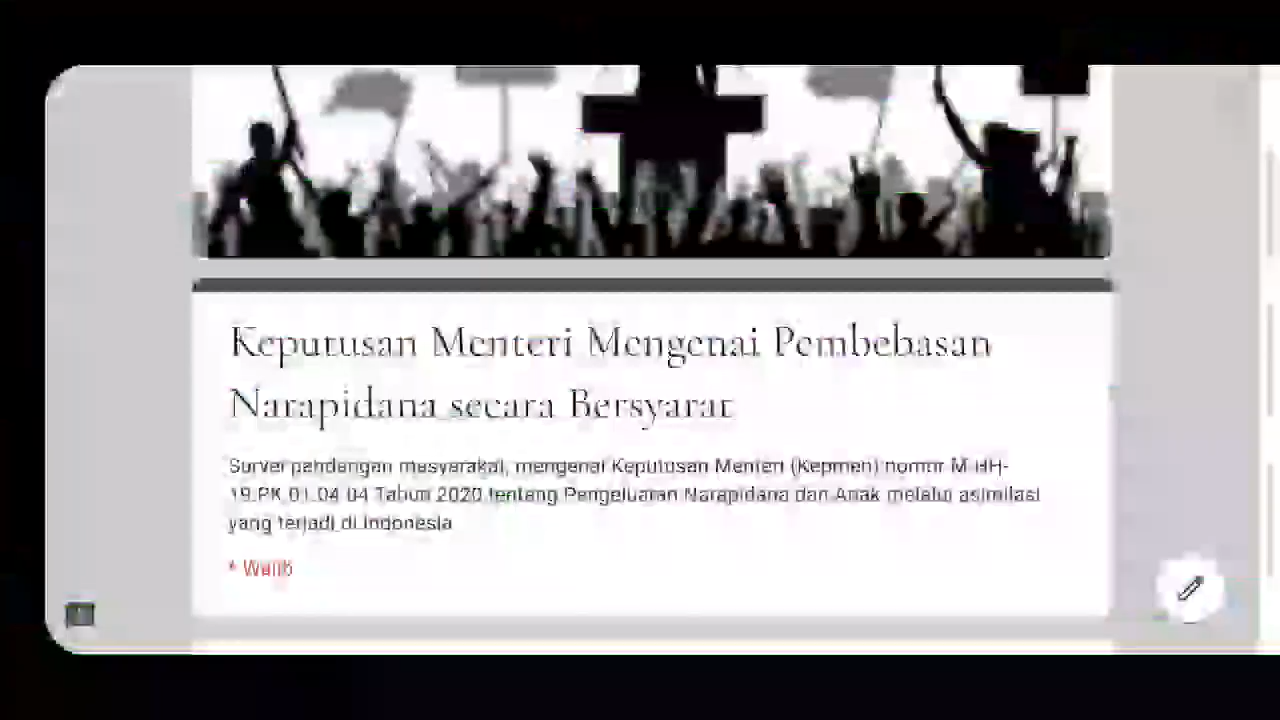 Keputusan Menteri Mengenai Pembebasan
Narapidana secara Bersyarat
Survei pandangan masyarakat, mengenai Keputusan Menteri (Kepmen) nomor M.HH-
19.PK.01.04.04 Tahun 2020 tentang Pengeluaran Narapidana dan Anak melalui asimilasi
yang terjadi di Indonesia
* Wajib